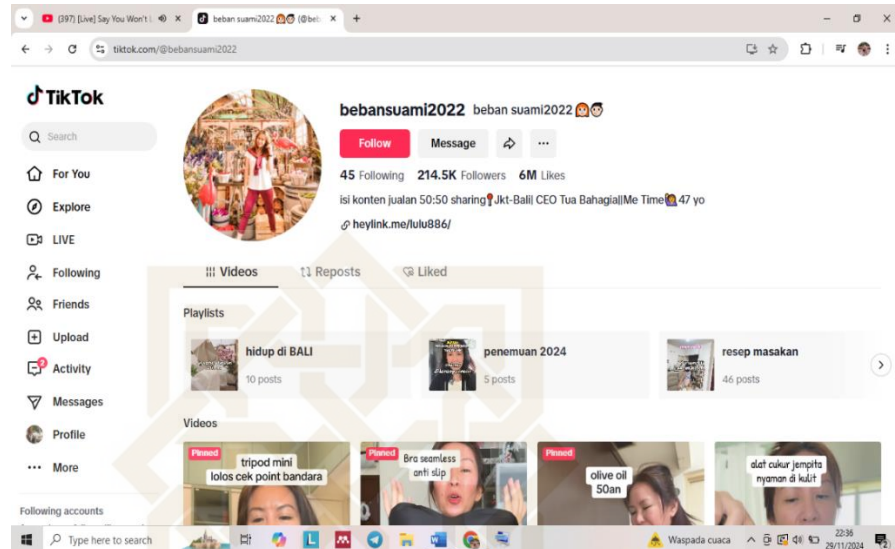 (397) [Live] Say You Won't L
beban suami2022 (@beb
tiktok.com/@bebansuami2022
TikTok
Search
For You
Explore
LIVE
Following
Friends
Upload
Activity
Messages
Profile
More
Following accounts
bebansuami2022 beban suami2022
Follow
Message
45 Following 214.5K Followers 6M Likes
isi konten jualan 50:50 sharing📍Jkt-Bali| CEO Tua Bahagia||Me Time 47 yo
heylink.me/lulu886/
Videos
Reposts
Liked
Playlists
hidup di BALI
10 posts
penemuan 2024
5 posts
resep masakan
46 posts
Videos
Pinned
tripod mini
lolos cek point bandara
Pinned
Bra seamless
anti slip
Pinned
olive oil
50an
alat cukur jempita
nyaman di kulit
Type here to search
Waspada cuaca
22:36
29/11/2024